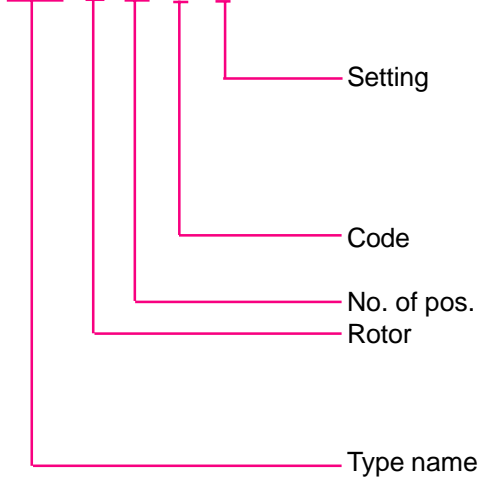 Setting
Code
No. of pos.
Rotor
Type name